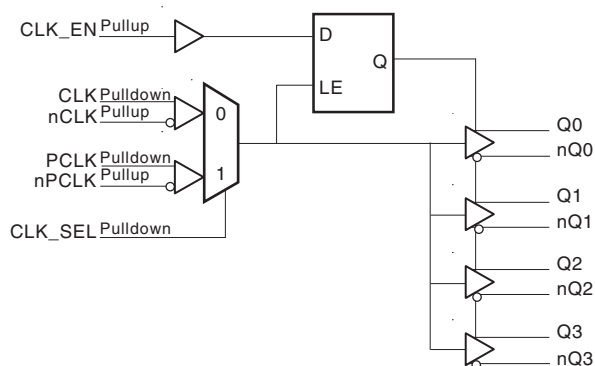 CLK_EN Pullup
D
Q
LE
CLK Pulldown
nCLK Pullup
0
PCLK Pulldown
nPCLK Pullup
1
CLK_SEL Pulldown
Q0
nQ0
Q1
nQ1
Q2
nQ2
Q3
nQ3